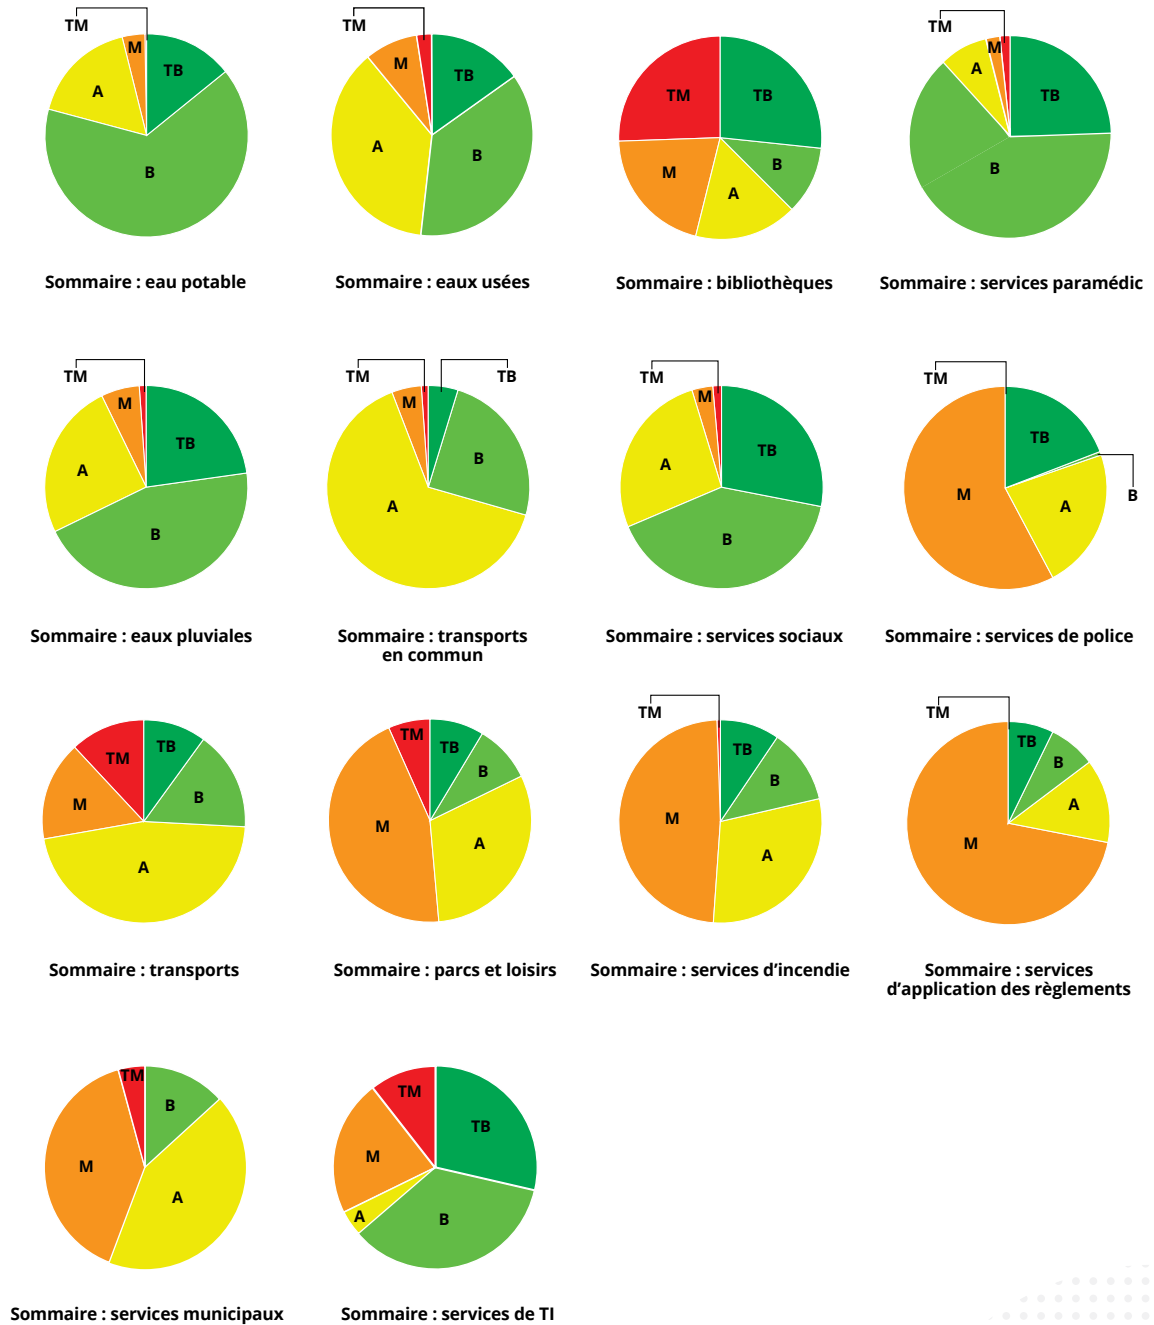 TM
M
TB
A
B
Sommaire : eau potable
TM
M
TB
A
B
Sommaire : eaux usées
TM
TB
B
M
A
Sommaire : bibliothèques
TM
M
A
TB
B
Sommaire : services paramédic
TM
M
TB
A
B
Sommaire : eaux pluviales
TM
TB
M
B
A
Sommaire : transports
en commun
TM
M
TB
A
B
Sommaire : services sociaux
TM
TB
M
A
B
Sommaire : services de police
TM
TB
M
B
A
Sommaire : transports
TM
TB
B
M
A
Sommaire : parcs et loisirs
TM
TB
B
M
A
Sommaire : services d’incendie
TM
TB
B
A
M
Sommaire : services
d’application des règlements
TM
B
M
A
Sommaire : services municipaux
TM
TB
M
A
B
Sommaire : services de TI